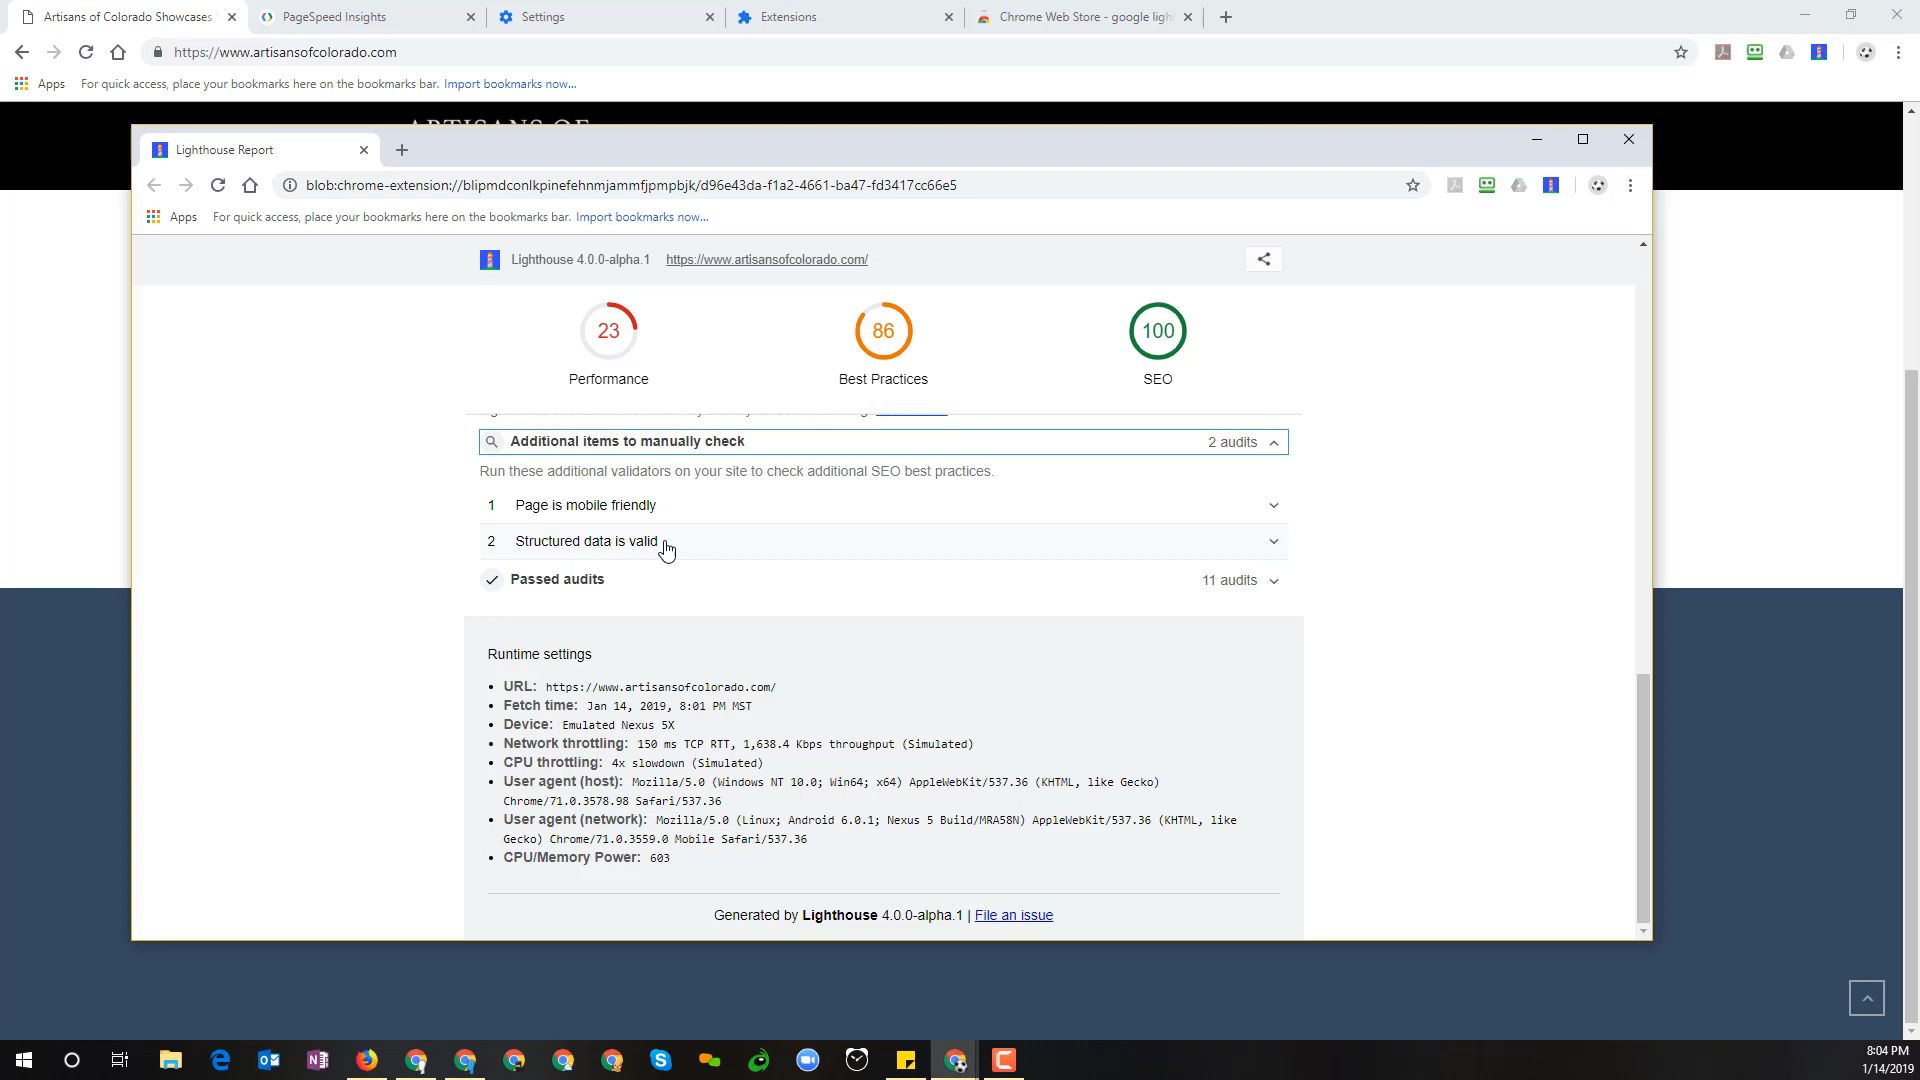 Artisans of Colorado Showcases
PageSpeed Insights
Settings
Extensions
Chrome Web Store - google ligh
https://www.artisansofcolorado.com
Apps For quick access, place your bookmarks here on the bookmarks bar. Import bookmarks now...
ARTISANS OF
Lighthouse Report
blob:chrome-extension://blipmdconlkpinefehnmjammfjpmpbjk/d96e43da-f1a2-4661-ba47-fd3417cc66e5
Apps For quick access, place your bookmarks here on the bookmarks bar. Import bookmarks now...
Lighthouse 4.0.0-alpha.1 https://www.artisansofcolorado.com/
23 86 100
Performance Best Practices SEO
Additional items to manually check 2 audits
Run these additional validators on your site to check additional SEO best practices.
1 Page is mobile friendly
2 Structured data is valid
Passed audits 11 audits
Runtime settings
• URL: https://www.artisansofcolorado.com/
• Fetch time: Jan 14, 2019, 8:01 PM MST
• Device: Emulated Nexus 5X
• Network throttling: 150 ms TCP RTT, 1,638.4 Kbps throughput (Simulated)
• CPU throttling: 4x slowdown (Simulated)
• User agent (host): Mozilla/5.0 (Windows NT 10.0; Win64; x64) AppleWebKit/537.36 (KHTML, like Gecko)
Chrome/71.0.3578.98 Safari/537.36
• User agent (network): Mozilla/5.0 (Linux; Android 6.0.1; Nexus 5 Build/MRA58N) AppleWebKit/537.36 (KHTML, like
Gecko) Chrome/71.0.3559.0 Mobile Safari/537.36
• CPU/Memory Power: 603
Generated by Lighthouse 4.0.0-alpha.1 | File an issue
8:04 PM
1/14/2019